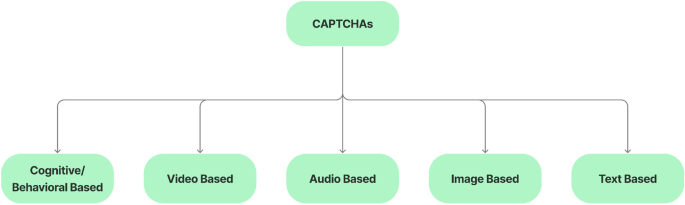 CAPTCHAs
Cognitive/
Behavioral Based
Video Based
Audio Based
Image Based
Text Based